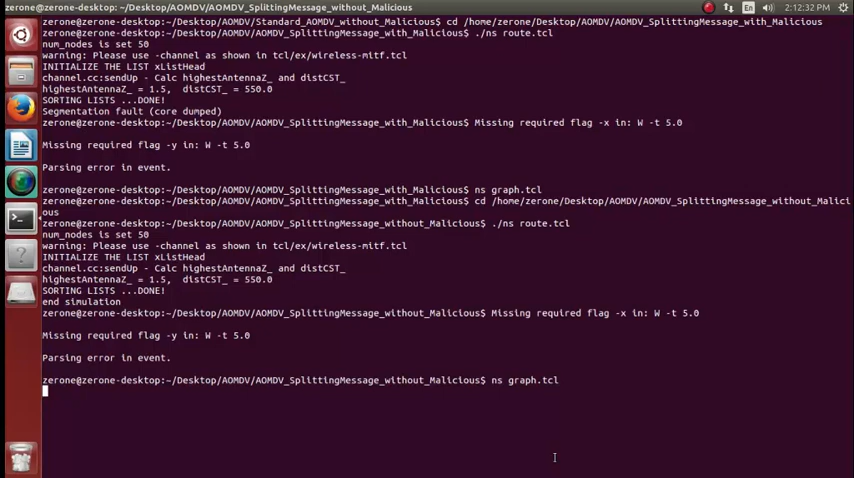 zerone@zerone-desktop: ~/Desktop/AOMDV/AOMDV_SplittingMessage_without_Malicious
En
2:12:32 PM
zerone@zerone-desktop:~/Desktop/AOMDV/Standard_AOMDV_without_Malicious$ cd /home/zerone/Desktop/AOMDV/AOMDV_SplittingMessage_with_Malicious
zerone@zerone-desktop:~/Desktop/AOMDV/AOMDV_SplittingMessage_with_Malicious$ ./ns route.tcl
num_nodes is set 50
warning: Please use -channel as shown in tcl/ex/wireless-mitf.tcl
INITIALIZE THE LIST xListHead
channel.cc:sendUp - Calc highestAntennaZ_ and distCST_
highestAntennaZ_ = 1.5,  distCST_ = 550.0
SORTING LISTS ...DONE!
Segmentation fault (core dumped)
zerone@zerone-desktop:~/Desktop/AOMDV/AOMDV_SplittingMessage_with_Malicious$ Missing required flag -x in: W -t 5.0
Missing required flag -y in: W -t 5.0
Parsing error in event.
zerone@zerone-desktop:~/Desktop/AOMDV/AOMDV_SplittingMessage_with_Malicious$ ns graph.tcl
zerone@zerone-desktop:~/Desktop/AOMDV/AOMDV_SplittingMessage_with_Malicious$ cd /home/zerone/Desktop/AOMDV/AOMDV_SplittingMessage_without_Malici
ous
zerone@zerone-desktop:~/Desktop/AOMDV/AOMDV_SplittingMessage_without_Malicious$ ./ns route.tcl
num_nodes is set 50
warning: Please use -channel as shown in tcl/ex/wireless-mitf.tcl
INITIALIZE THE LIST xListHead
channel.cc:sendUp - Calc highestAntennaZ_ and distCST_
highestAntennaZ_ = 1.5,  distCST_ = 550.0
SORTING LISTS ...DONE!
end simulation
zerone@zerone-desktop:~/Desktop/AOMDV/AOMDV_SplittingMessage_without_Malicious$ Missing required flag -x in: W -t 5.0
Missing required flag -y in: W -t 5.0
Parsing error in event.
zerone@zerone-desktop:~/Desktop/AOMDV/AOMDV_SplittingMessage_without_Malicious$ ns graph.tcl